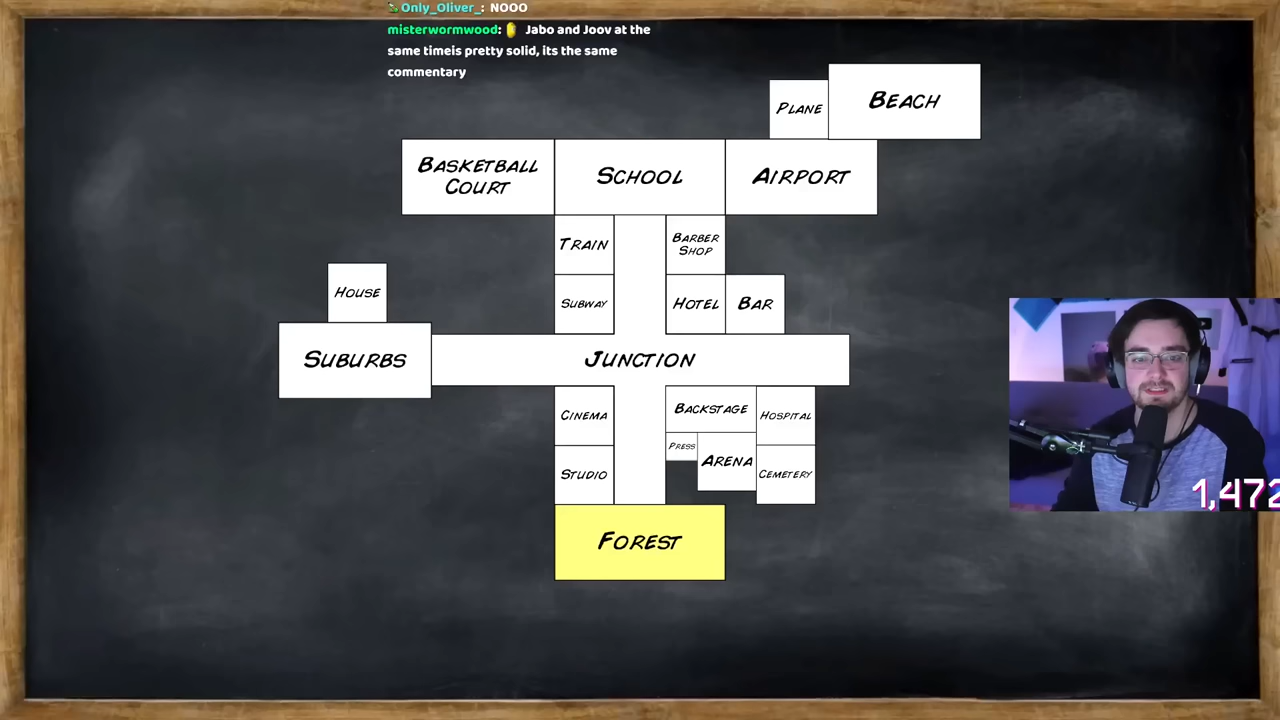 Only_Oliver_: NOOO
misterwormwood: Jabo and Joov at the
same timeis pretty solid, its the same
commentary
PLANE
BEACH
BASKETBALL
COURT
SCHOOL
AIRPORT
TRAIN
BARBER
SHOP
HOUSE
SUBWAY
HOTEL
BAR
SUBURBS
JUNCTION
CINEMA
BACKSTAGE
HOSPITAL
PRESS
ARENA
STUDIO
CEMETERY
1,472
FOREST